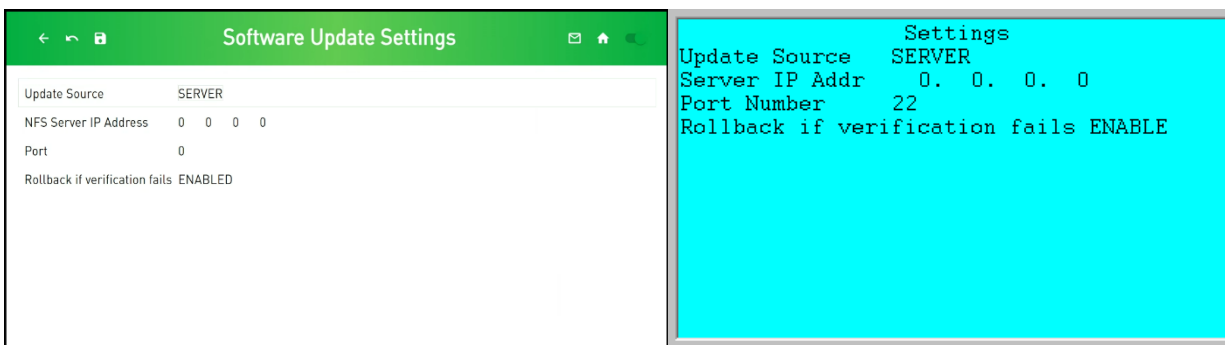 Software Update Settings
Update Source SERVER
NFS Server IP Address 0 0 0 0
Port 0
Rollback if verification fails ENABLED
Settings
Update Source SERVER
Server IP Addr 0. 0. 0. 0
Port Number 22
Rollback if verification fails ENABLE